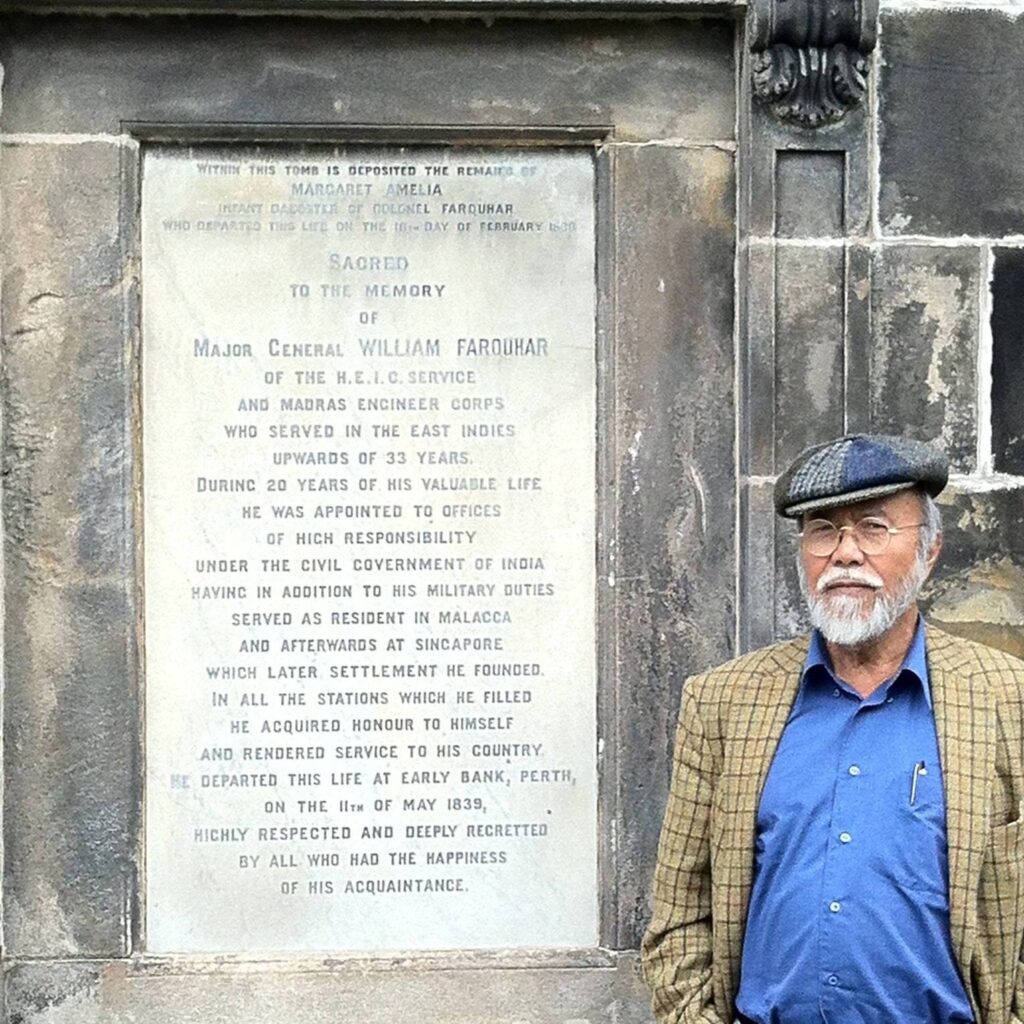 WITHIN THIS TOMB IS DEPOSITED THE REMAINS OF
MARGARET AMELIA
INFANT DAUGHTER OF COLONEL FARQUHAR
WHO DEPARTED THIS LIFE ON THE 16TH DAY OF FEBRUARY
SACRED
TO THE MEMORY
OF
MAJOR GENERAL WILLIAM FARQUHAR
OF THE H.E.I.C. SERVICE
AND MADRAS ENGINEER CORPS
WHO SERVED IN THE EAST INDIES
UPWARDS OF 33 YEARS.
DURING 20 YEARS OF HIS VALUABLE LIFE
HE WAS APPOINTED TO OFFICES
OF HIGH RESPONSIBILITY
UNDER THE CIVIL GOVERNMENT OF INDIA
HAVING IN ADDITION TO HIS MILITARY DUTIES
SERVED AS RESIDENT IN MALACCA
AND AFTERWARDS AT SINGAPORE
WHICH LATER SETTLEMENT HE FOUNDED.
IN ALL THE STATIONS WHICH HE FILLED
HE ACQUIRED HONOUR TO HIMSELF
AND RENDERED SERVICE TO HIS COUNTRY
HE DEPARTED THIS LIFE AT EARLY BANK, PERTH,
ON THE 11TH OF MAY 1839,
HIGHLY RESPECTED AND DEEPLY REGRETTED
BY ALL WHO HAD THE HAPPINESS
OF HIS ACQUAINTANCE.